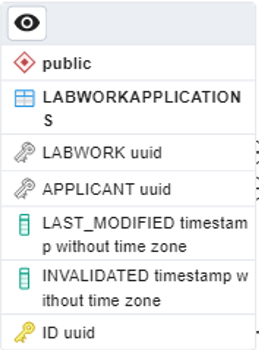 public
LABWORKAPPLICATION
S
LABWORK uuid
APPLICANT uuid
LAST_MODIFIED timestam
p without time zone
INVALIDATED timestamp w
ithout time zone
ID uuid